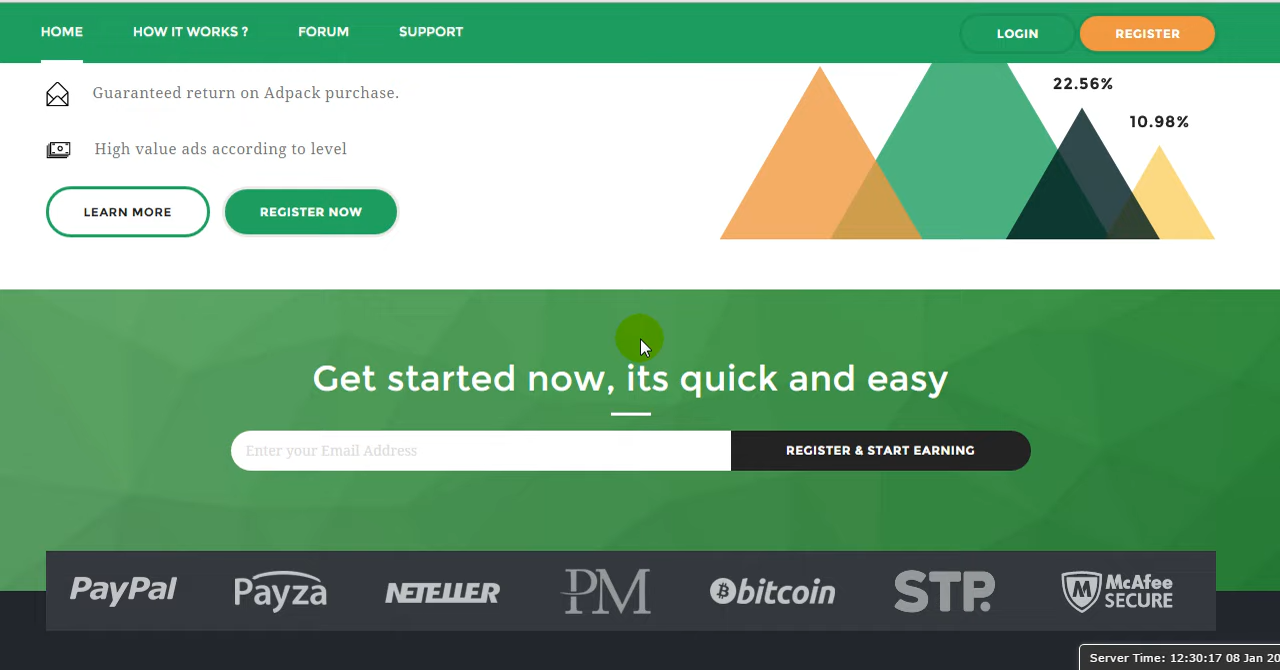 HOME HOW IT WORKS ? FORUM SUPPORT LOGIN REGISTER
Guaranteed return on Adpack purchase.
High value ads according to level
LEARN MORE REGISTER NOW
22.56%
10.98%
Get started now, its quick and easy
Enter your Email Address REGISTER & START EARNING
PayPal Payza NETELLER PM bitcoin STP. McAfee SECURE
Server Time: 12:30:17 08 Jan 20